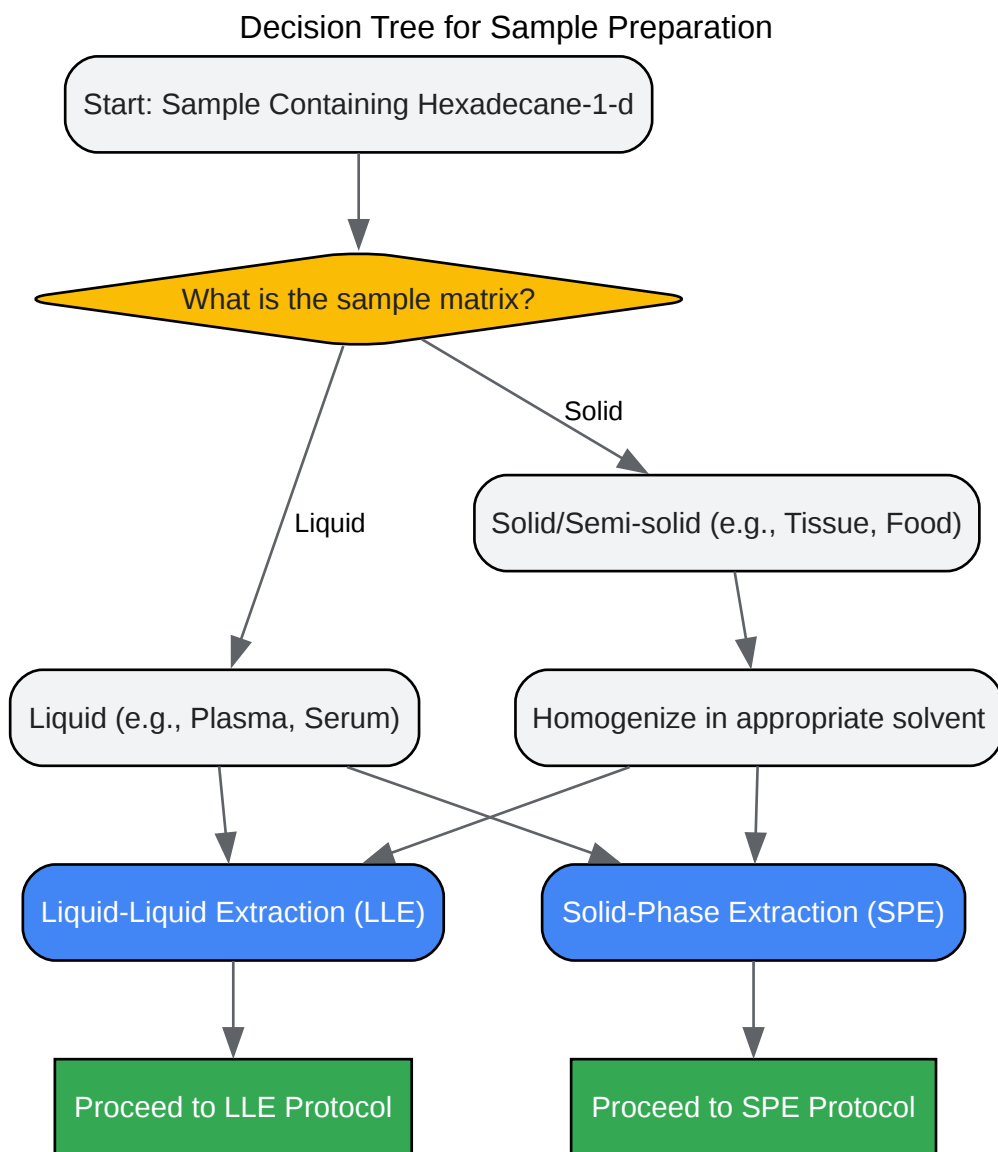 Decision Tree for Sample Preparation
Start: Sample Containing Hexadecane-1-d
What is the sample matrix?
Solid
Liquid
Solid/Semi-solid (e.g., Tissue, Food)
Liquid (e.g., Plasma, Serum)
Homogenize in appropriate solvent
Liquid-Liquid Extraction (LLE)
Solid-Phase Extraction (SPE)
Proceed to LLE Protocol
Proceed to SPE Protocol